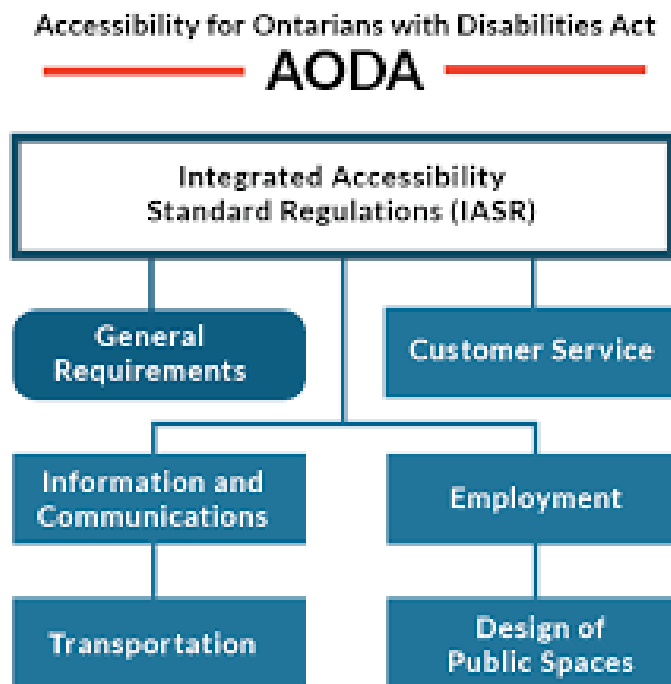 Accessibility for Ontarians with Disabilities Act
AODA
Integrated Accessibility
Standard Regulations (IASR)
General
Requirements
Customer Service
Information and
Communications
Employment
Transportation
Design of
Public Spaces